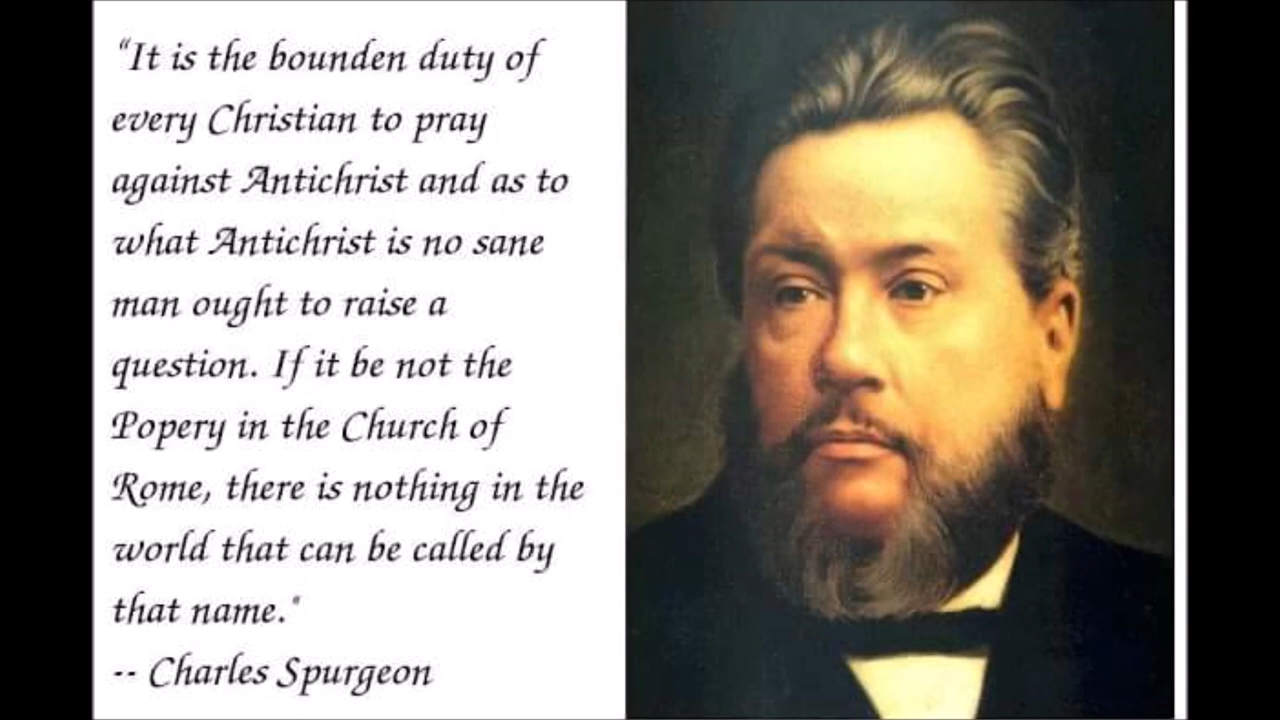 “It is the bounden duty of
every Christian to pray
against Antichrist and as to
what Antichrist is no sane
man ought to raise a
question. If it be not the
Popery in the Church of
Rome, there is nothing in the
world that can be called by
that name."
-- Charles Spurgeon